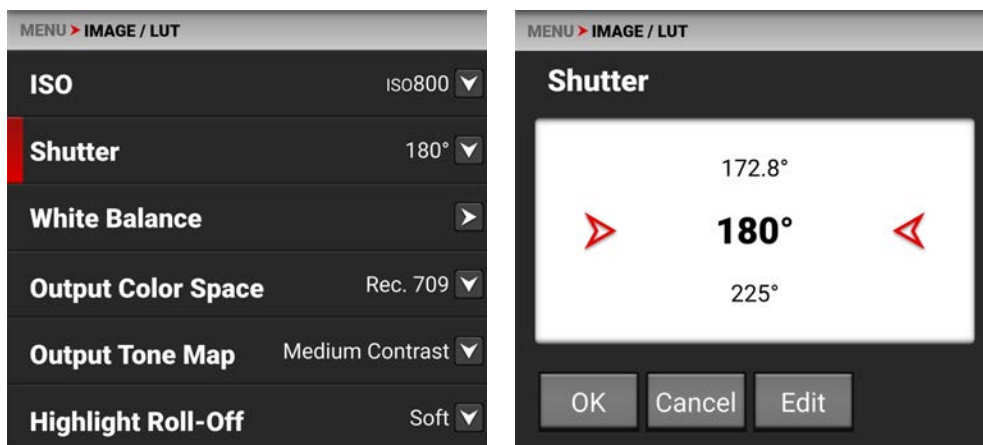 MENU > IMAGE / LUT
ISO ISO800
Shutter 180°
White Balance
Output Color Space Rec. 709
Output Tone Map Medium Contrast
Highlight Roll-Off Soft
MENU > IMAGE / LUT
Shutter
172.8°
180°
225°
OK Cancel Edit